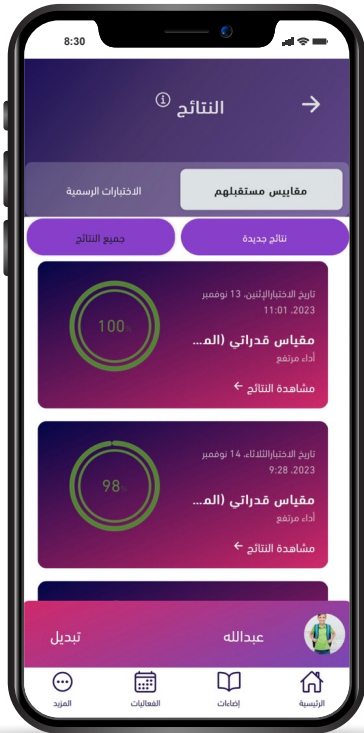 8:30
النتائج
مقاييس مستقبلهم
الاختبارات الرسمية
نتائج جديدة
جميع النتائج
تاريخ الاختبارالإثنين، 13 نوفمبر
2023، 11:01
مقياس قدراتي (الم...
أداء مرتفع
مشاهدة النتائج ←
100%
تاريخ الاختبارالثلاثاء، 14 نوفمبر
2023، 9:28
مقياس قدراتي (الم...
أداء مرتفع
مشاهدة النتائج ←
98%
عبدالله
تبديل
الرئيسية
إضاءات
الفعاليات
المزيد